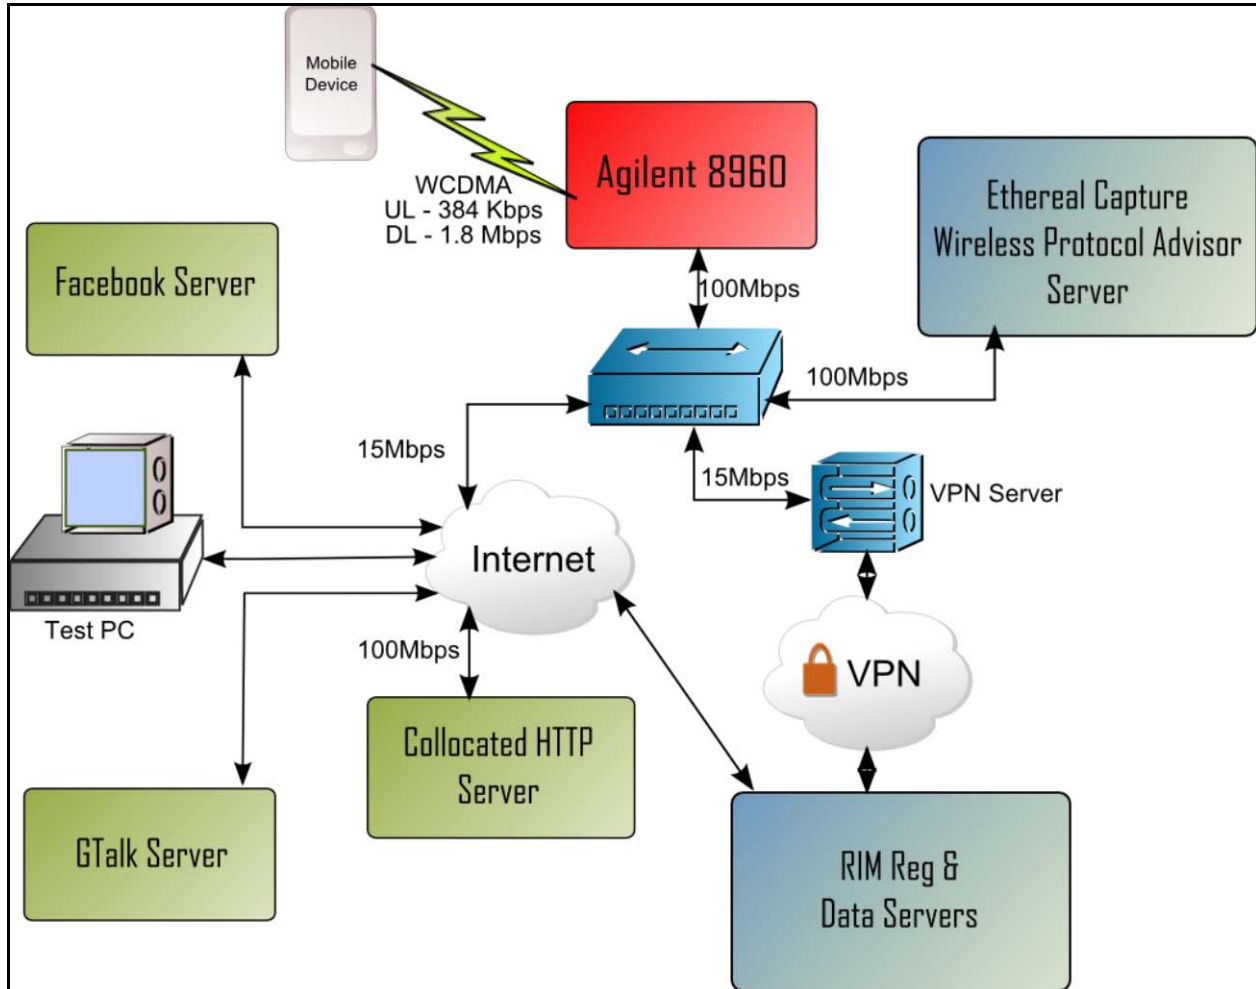 Mobile
Device
WCDMA
UL - 384 Kbps
DL - 1.8 Mbps
Agilent 8960
Ethereal Capture
Wireless Protocol Advisor
Server
Facebook Server
100Mbps
100Mbps
15Mbps
15Mbps
VPN Server
Internet
Test PC
100Mbps
VPN
Collocated HTTP
Server
GTalk Server
RIM Reg &
Data Servers